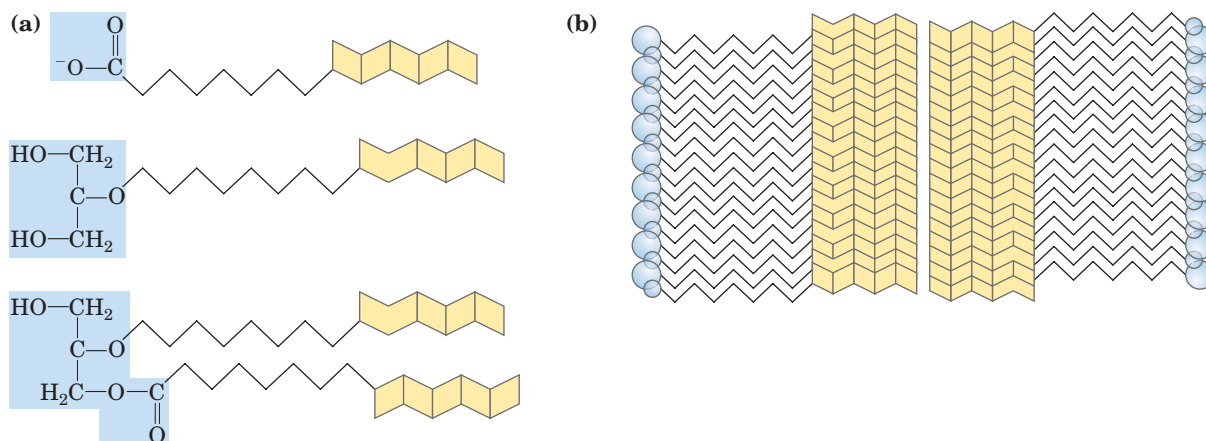 (a)
O
⁻O—C
HO—CH₂
C—O
HO—CH₂
HO—CH₂
C—O
H₂C—O—C
O
(b)